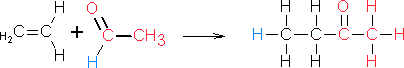 H O H H O H
H₂C=C + C-CH₃ → H-C-C-C-C-H
H H H H H